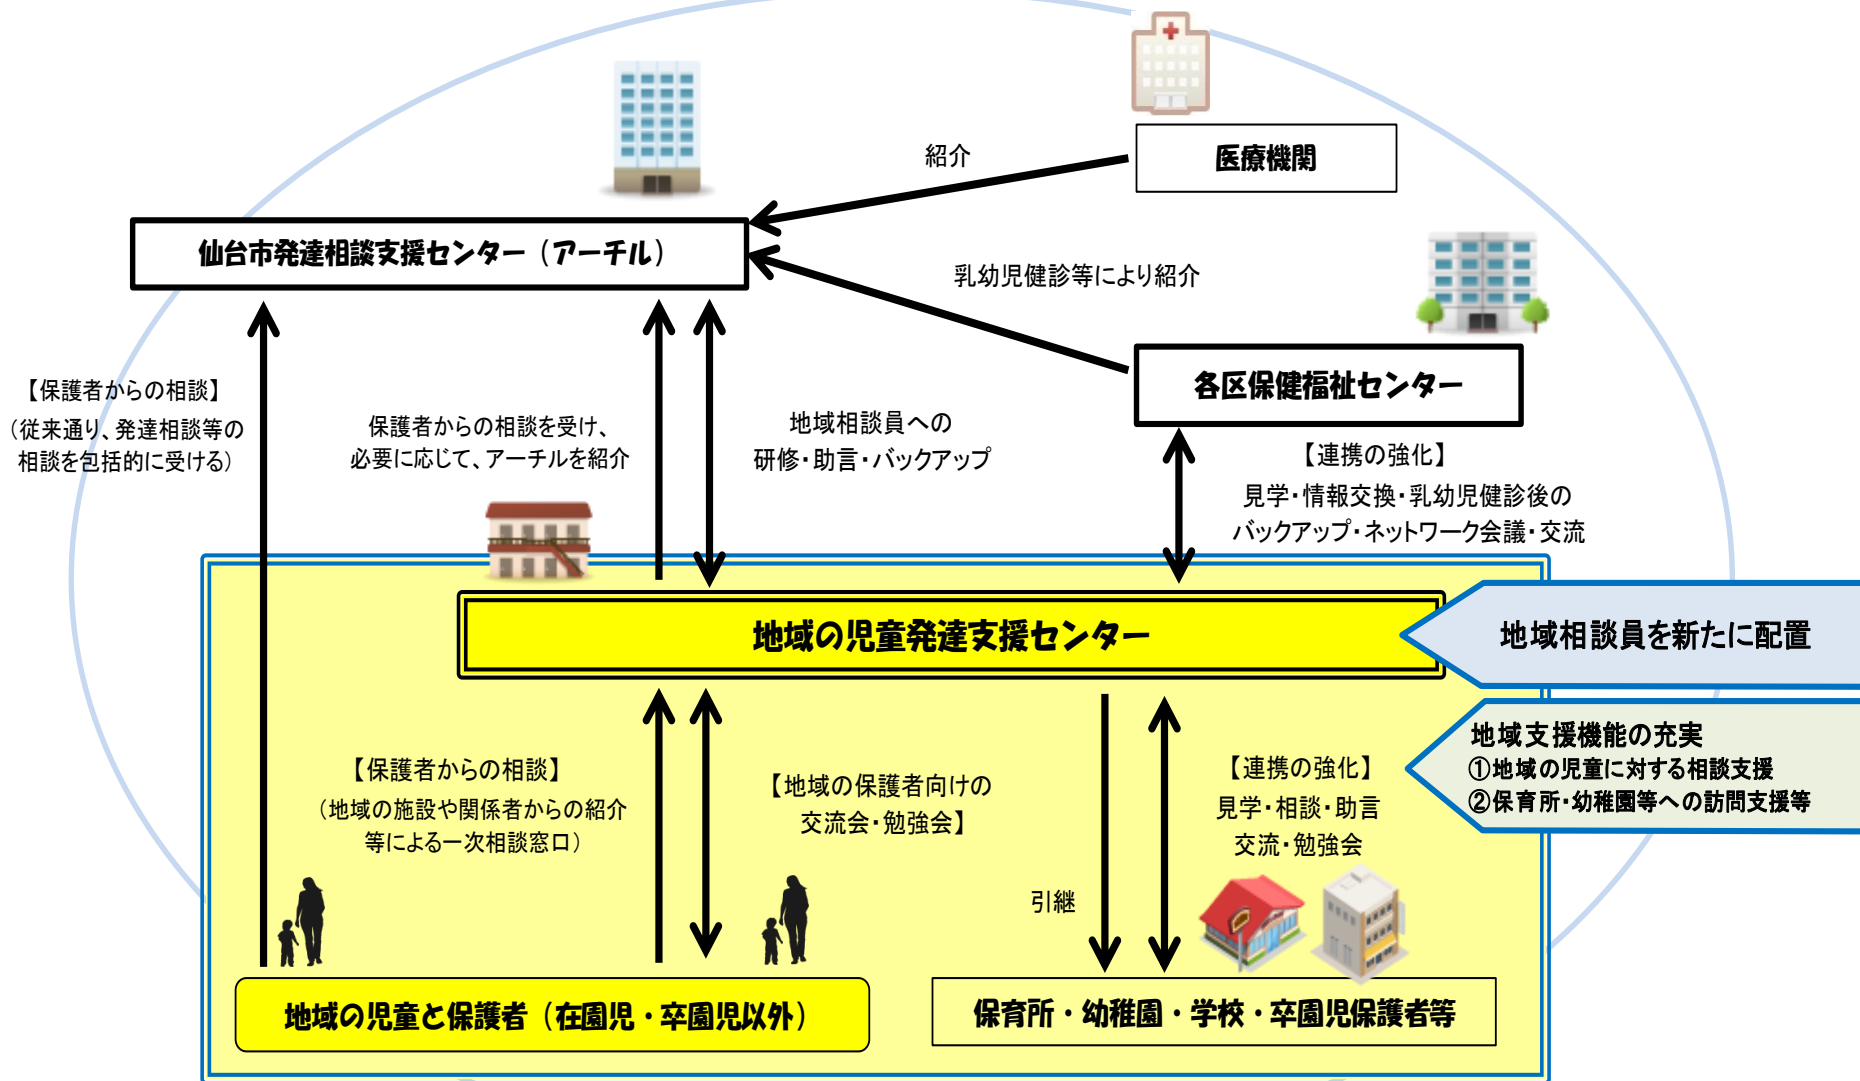 紹介
医療機関
仙台市発達相談支援センター（アーチル）
乳幼児健診等により紹介
各区保健福祉センター
【保護者からの相談】
（従来通り、発達相談等の
相談を包括的に受ける）
保護者からの相談を受け、
必要に応じて、アーチルを紹介
地域相談員への
研修・助言・バックアップ
【連携の強化】
見学・情報交換・乳幼児健診後の
バックアップ・ネットワーク会議・交流
地域の児童発達支援センター
地域相談員を新たに配置
地域支援機能の充実
①地域の児童に対する相談支援
②保育所・幼稚園等への訪問支援等
【保護者からの相談】
（地域の施設や関係者からの紹介
等による一次相談窓口）
【地域の保護者向けの
交流会・勉強会】
【連携の強化】
見学・相談・助言
交流・勉強会
引継
地域の児童と保護者（在園児・卒園児以外）
保育所・幼稚園・学校・卒園児保護者等